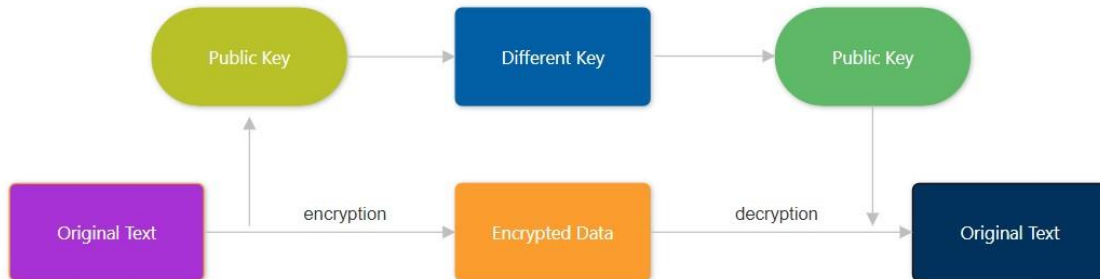 Public Key
Different Key
Public Key
Original Text
encryption
Encrypted Data
decryption
Original Text